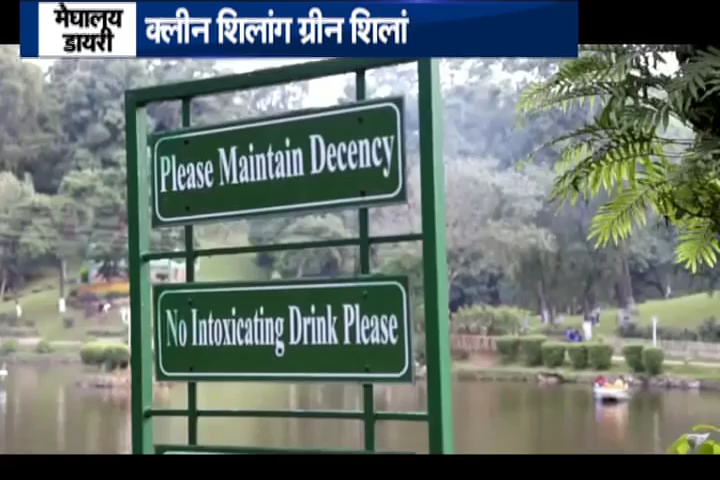 मेघालय
डायरी
क्लीन शिलांग ग्रीन शिलां
Please Maintain Decency
No Intoxicating Drink Please